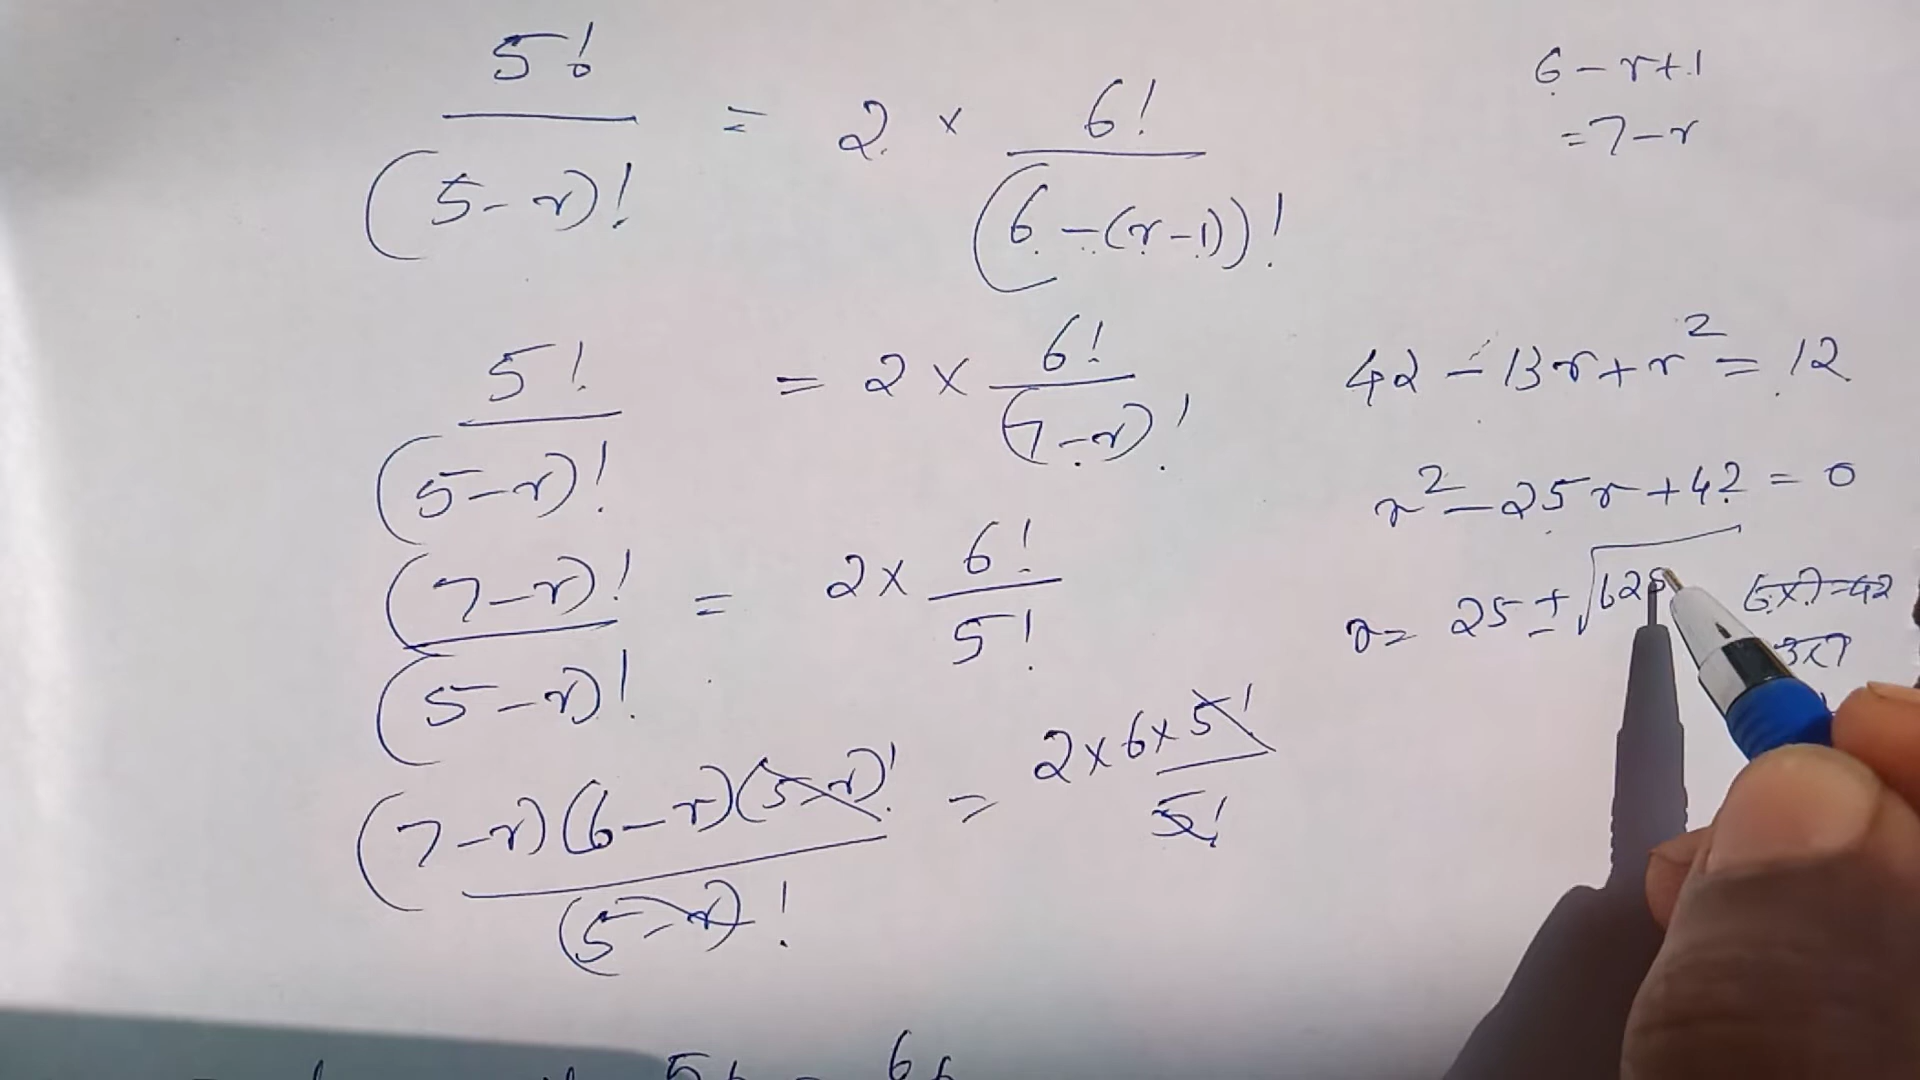 5! / (5-r)! = 2 × 6! / (6-(r-1))!
5! / (5-r)! = 2 × 6! / (7-r)!
(7-r)! / (5-r)! = 2 × 6! / 5!
(7-r)(6-r)(5-r)! / (5-r)! = 2×6×5! / 5!
6-r+1
=7-r
42-13r+r² = 12
r²-25r+42 = 0
r= 25±√625
6×7=42
3×7